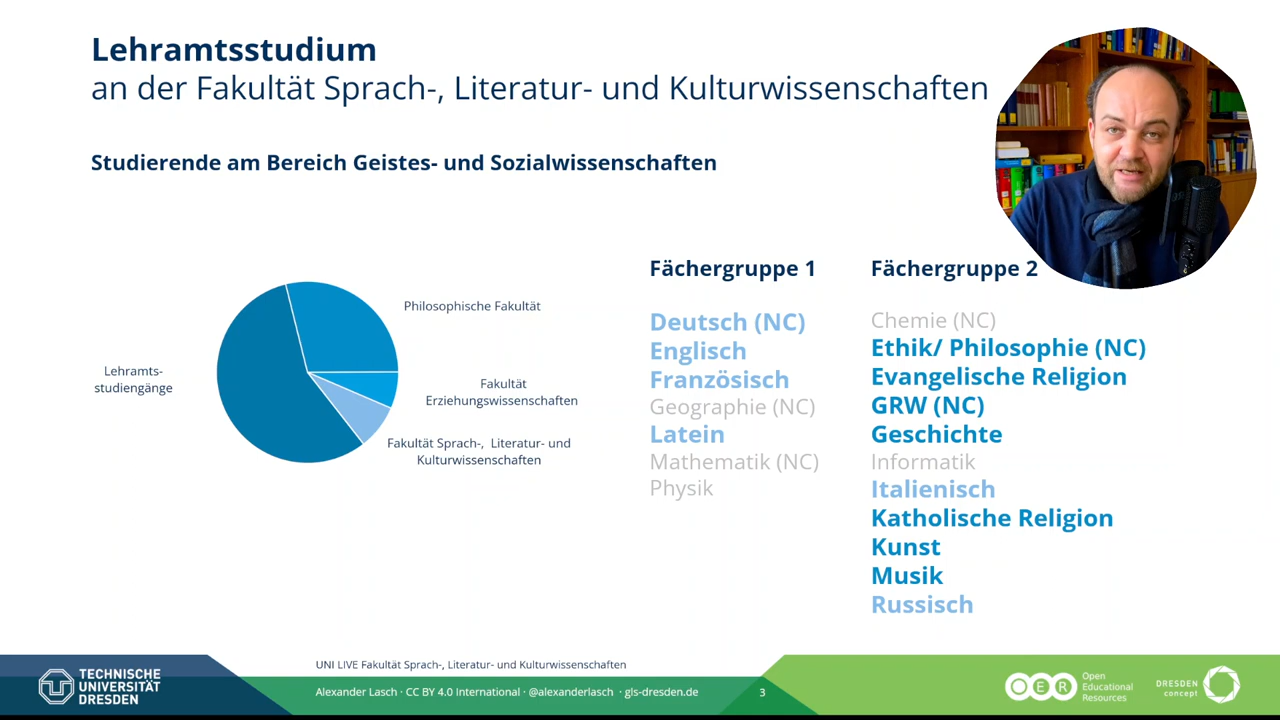 Lehramtsstudium
an der Fakultät Sprach-, Literatur- und Kulturwissenschaften
Studierende am Bereich Geistes- und Sozialwissenschaften
Philosophische Fakultät
Lehramts-
studiengänge
Fakultät
Erziehungswissenschaften
Fakultät Sprach-, Literatur- und
Kulturwissenschaften
Fächergruppe 1
Deutsch (NC)
Englisch
Französisch
Geographie (NC)
Latein
Mathematik (NC)
Physik
Fächergruppe 2
Chemie (NC)
Ethik/ Philosophie (NC)
Evangelische Religion
GRW (NC)
Geschichte
Informatik
Italienisch
Katholische Religion
Kunst
Musik
Russisch
TECHNISCHE
UNIVERSITÄT
DRESDEN
UNI LIVE Fakultät Sprach-, Literatur- und Kulturwissenschaften
Alexander Lasch · CC BY 4.0 International · @alexanderlasch · gls-dresden.de
3
OER
Open
Educational
Resources
DRESDEN
concept